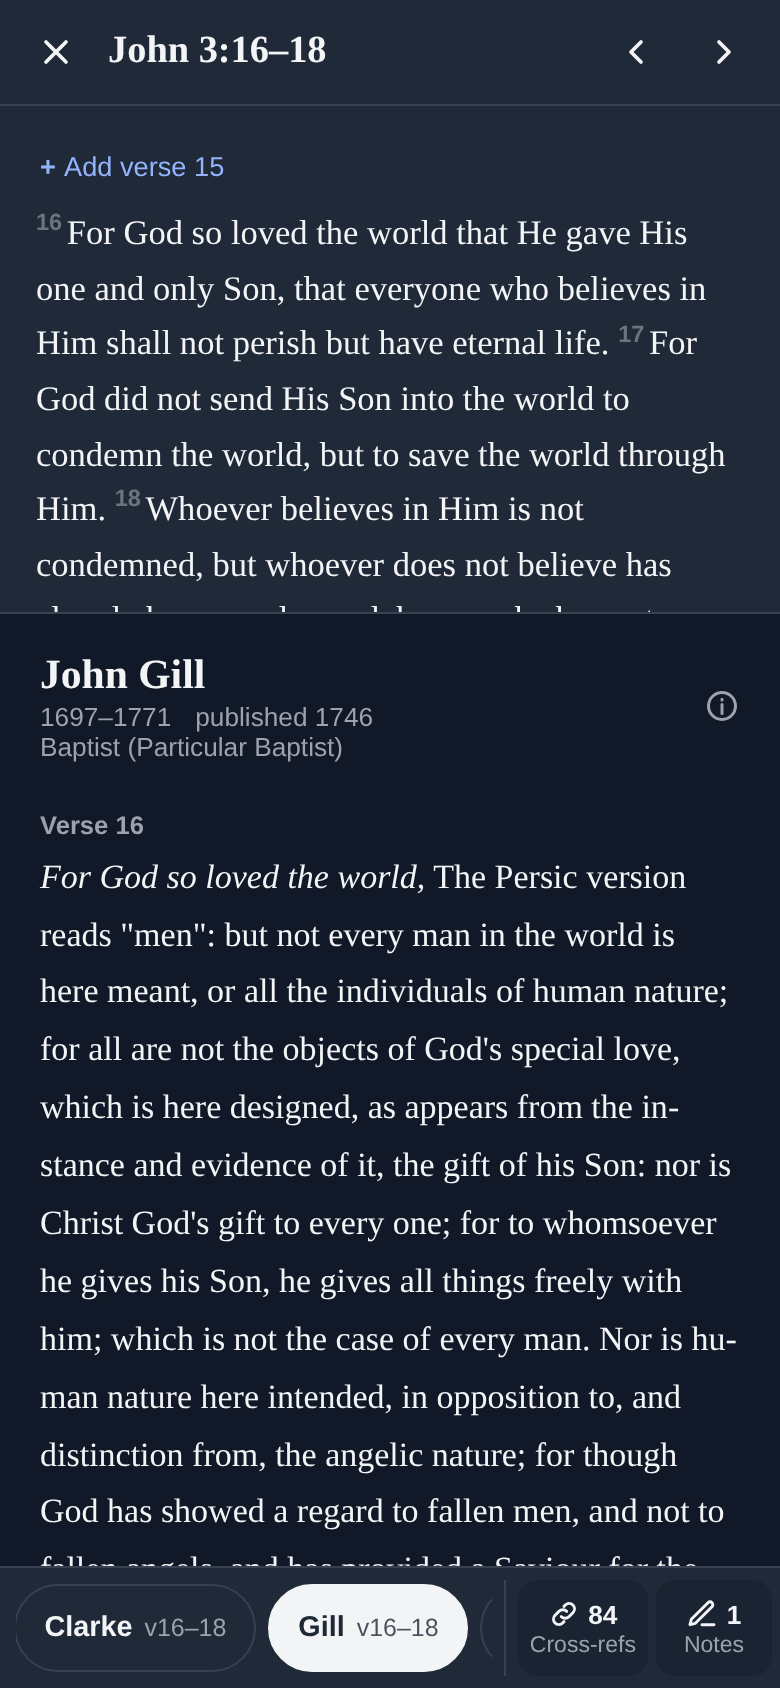 John 3:16–18
+ Add verse 15
16 For God so loved the world that He gave His
one and only Son, that everyone who believes in
Him shall not perish but have eternal life. 17 For
God did not send His Son into the world to
condemn the world, but to save the world through
Him. 18 Whoever believes in Him is not
condemned, but whoever does not believe has
John Gill
1697–1771 published 1746
Baptist (Particular Baptist)
Verse 16
For God so loved the world, The Persic version
reads "men": but not every man in the world is
here meant, or all the individuals of human nature;
for all are not the objects of God's special love,
which is here designed, as appears from the in-
stance and evidence of it, the gift of his Son: nor is
Christ God's gift to every one; for to whomsoever
he gives his Son, he gives all things freely with
him; which is not the case of every man. Nor is hu-
man nature here intended, in opposition to, and
distinction from, the angelic nature; for though
God has showed a regard to fallen men, and not to
fallen angels, and has provided a Saviour for the
Clarke v16–18
Gill v16–18
84
Cross-refs
1
Notes